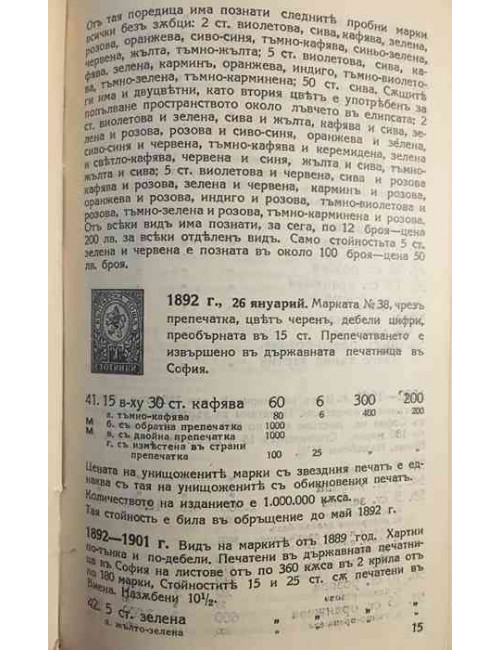 Отъ тая поредица има познати следнитѣ пробни марки
всички безъ зжбци: 2 ст. виолетова, сива, кафява, зелена,
розова, оранжева, сиво-синя, тъмно-кафява, синьо-зелена,
червена, жълта, тъмно-жълта; 5 ст. виолетова, сива, ка-
фява, зелена, карминъ, оранжева, индиго, тъмно-виолето-
ва, тъмно-зелена, тъмно-карминена; 50 ст. сива. Сжщитѣ
ги има и двуцвѣтни, като втория цвѣтъ е употрѣбенъ за
попълване пространството около лъвчето въ елипсата; 2
ст. виолетова и зелена, сива и жълта, кафява и сива, зе-
лена и розова, розова и сиво-синя, оранжева и зелена,
сиво-синя и червена, тъмно-кафява и керемидена, зелена
и свѣтло-кафява, червена и синя, жълта и сива, тъмно-
жълта и сива; 5 ст. виолетова и червена, сива и розова
кафява и розова, зелена и червена, карминъ и розова,
оранжева и розова, индиго и розова, тъмно-виолетова и
розова, тъмно-зелена и розова, тъмно-карминена и розова.
Отъ всѣки видъ има познати, за сега, по 12 броя—цена
200 лв. за всѣки отдѣленъ видъ. Само стойностьта 5 ст.
зелена и червена е позната въ около 100 броя—цена 50
лв. броя.
1892 г., 26 януарий. Марката № 38, чрезъ
препечатка, цвѣтъ черенъ, дебели цифри,
преобърната въ 15 ст. Препечатването е
извършено въ държавната печатница въ
София.
41. 15 в-ху 30 ст. кафява 60 6 300 200
а. тъмно-кафява 80 6 400 200
м б. съ обратна препечатка 1000
м в. съ двойна препечатка 1000
г. съ измѣстена въ страни
препечатка 100 25 „ „
Цената на унищоженитѣ марки съ звездния печатъ е ед-
наква съ тая на унищоженитѣ съ обикновения печатъ.
Количеството на изданието е 1.000.000 кжса.
Тая стойность е била въ обръщение до май 1892 г.
1892—1901 г. Видъ на маркитѣ отъ 1889 год. Хартии
по-тънка и по-дебели. Печатени въ държавната печатни-
ца въ София на листове отъ по 360 кжса въ 2 крила отъ
по 180 марки, Стойноститѣ 15 и 25 ст. сж печатени въ
Виена. Назжбени 10½.
42. 5 ст. зелена „ „ „ „
а. жълто-зелена „ „ „ „
15